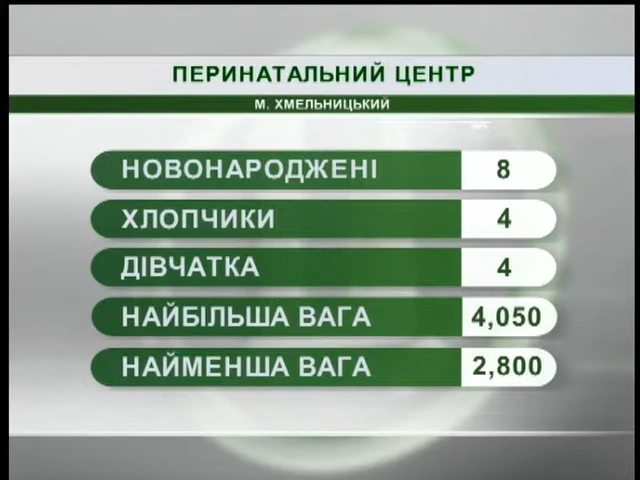 ПЕРИНАТАЛЬНИЙ ЦЕНТР
М. ХМЕЛЬНИЦЬКИЙ
НОВОНАРОДЖЕНІ 8
ХЛОПЧИКИ 4
ДІВЧАТКА 4
НАЙБІЛЬША ВАГА 4,050
НАЙМЕНША ВАГА 2,800